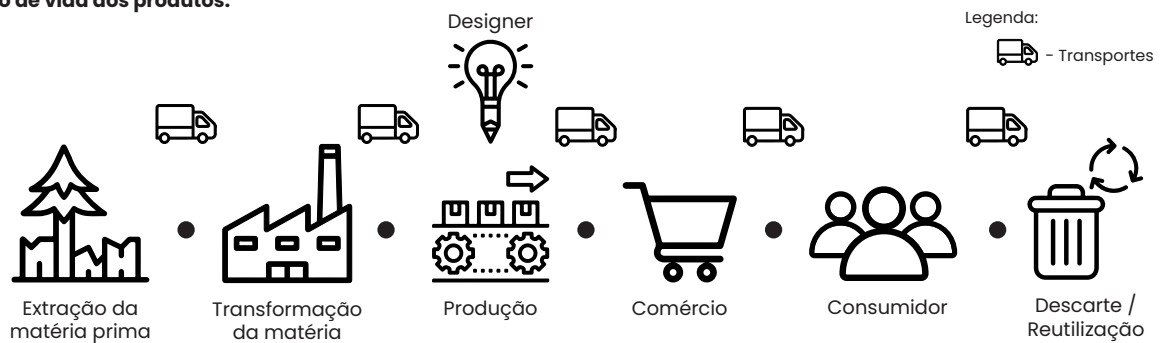 de vida dos produtos.
Designer
Legenda:
- Transportes
Extração da
matéria prima
Transformação
da matéria
Produção
Comércio
Consumidor
Descarte /
Reutilização